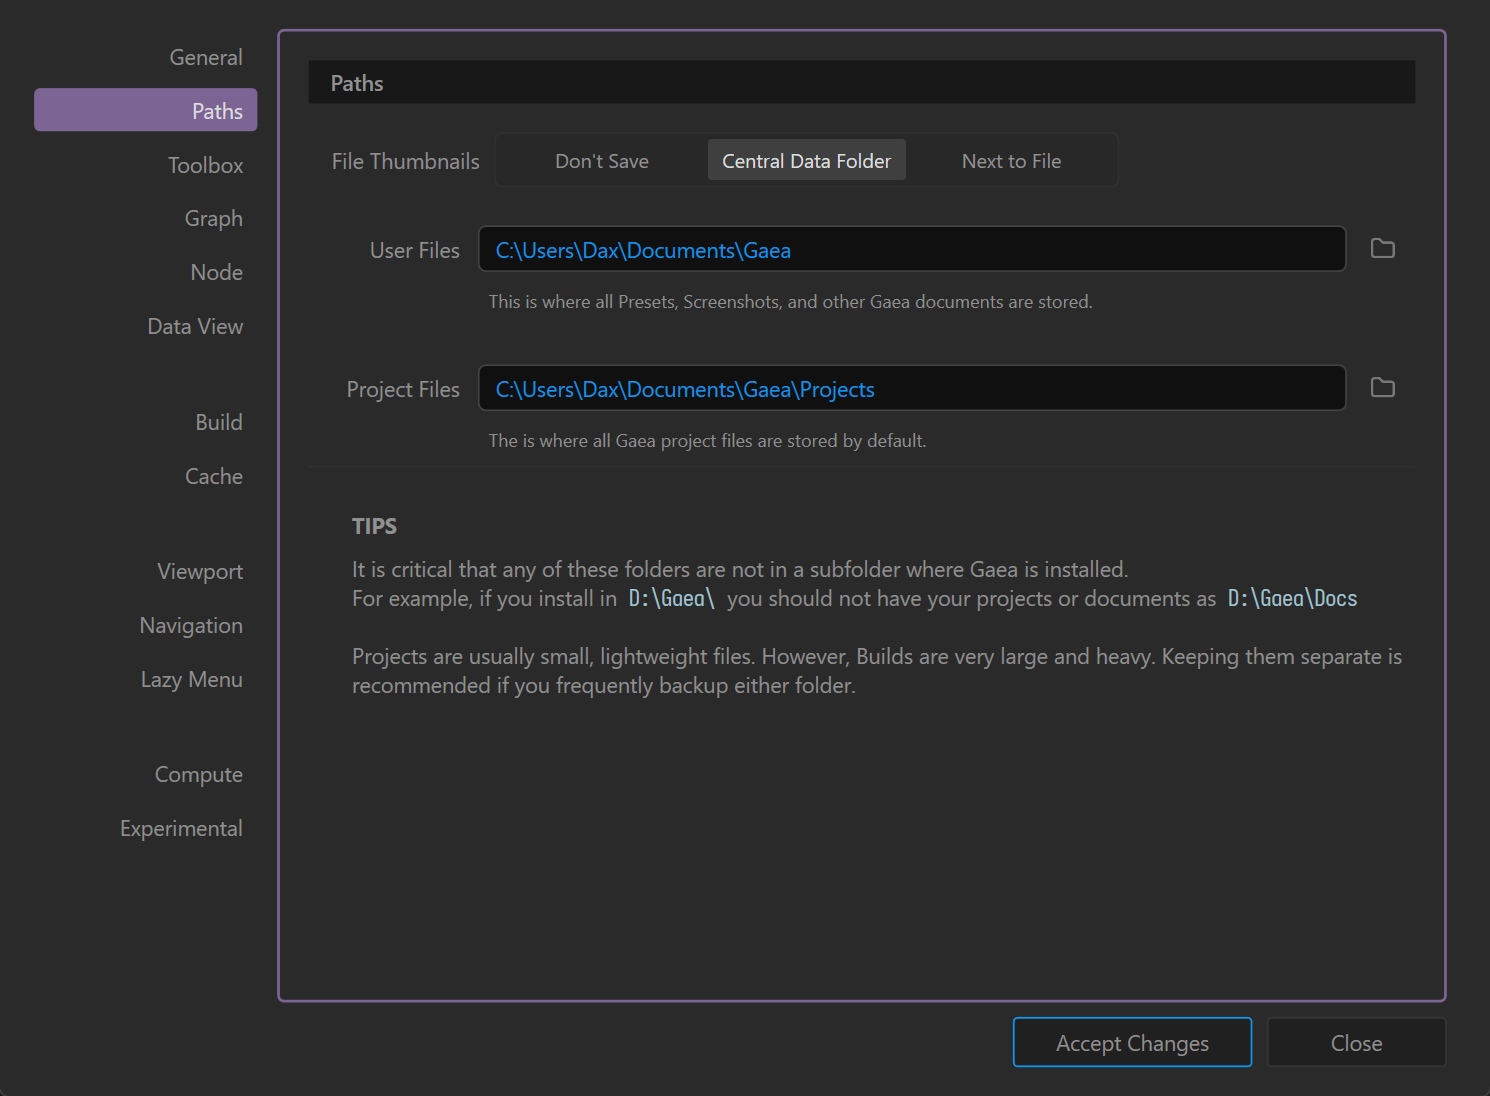 General
Paths
Toolbox
Graph
Node
Data View
Build
Cache
Viewport
Navigation
Lazy Menu
Compute
Experimental
Paths
File Thumbnails Don't Save Central Data Folder Next to File
User Files C:\Users\Dax\Documents\Gaea
This is where all Presets, Screenshots, and other Gaea documents are stored.
Project Files C:\Users\Dax\Documents\Gaea\Projects
The is where all Gaea project files are stored by default.
TIPS
It is critical that any of these folders are not in a subfolder where Gaea is installed.
For example, if you install in D:\Gaea\ you should not have your projects or documents as D:\Gaea\Docs
Projects are usually small, lightweight files. However, Builds are very large and heavy. Keeping them separate is
recommended if you frequently backup either folder.
Accept Changes Close